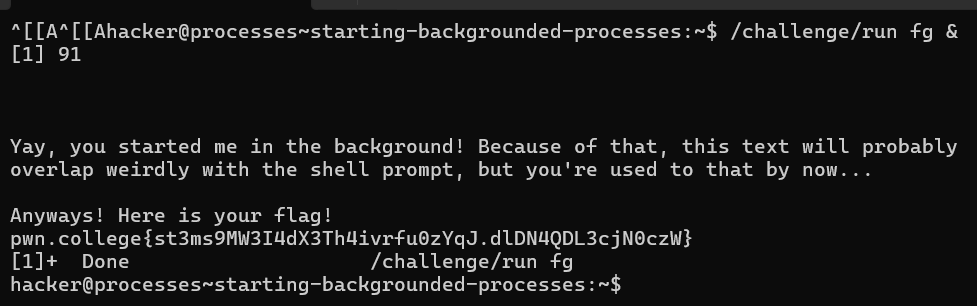 ^[[A^[[Ahacker@processes~starting-backgrounded-processes:~$ /challenge/run fg &
[1] 91
Yay, you started me in the background! Because of that, this text will probably
overlap weirdly with the shell prompt, but you're used to that by now...
Anyways! Here is your flag!
pwn.college{st3ms9MW3I4dX3Th4ivrfu0zYqJ.dlDN4QDL3cjN0czW}
[1]+  Done                    /challenge/run fg
hacker@processes~starting-backgrounded-processes:~$